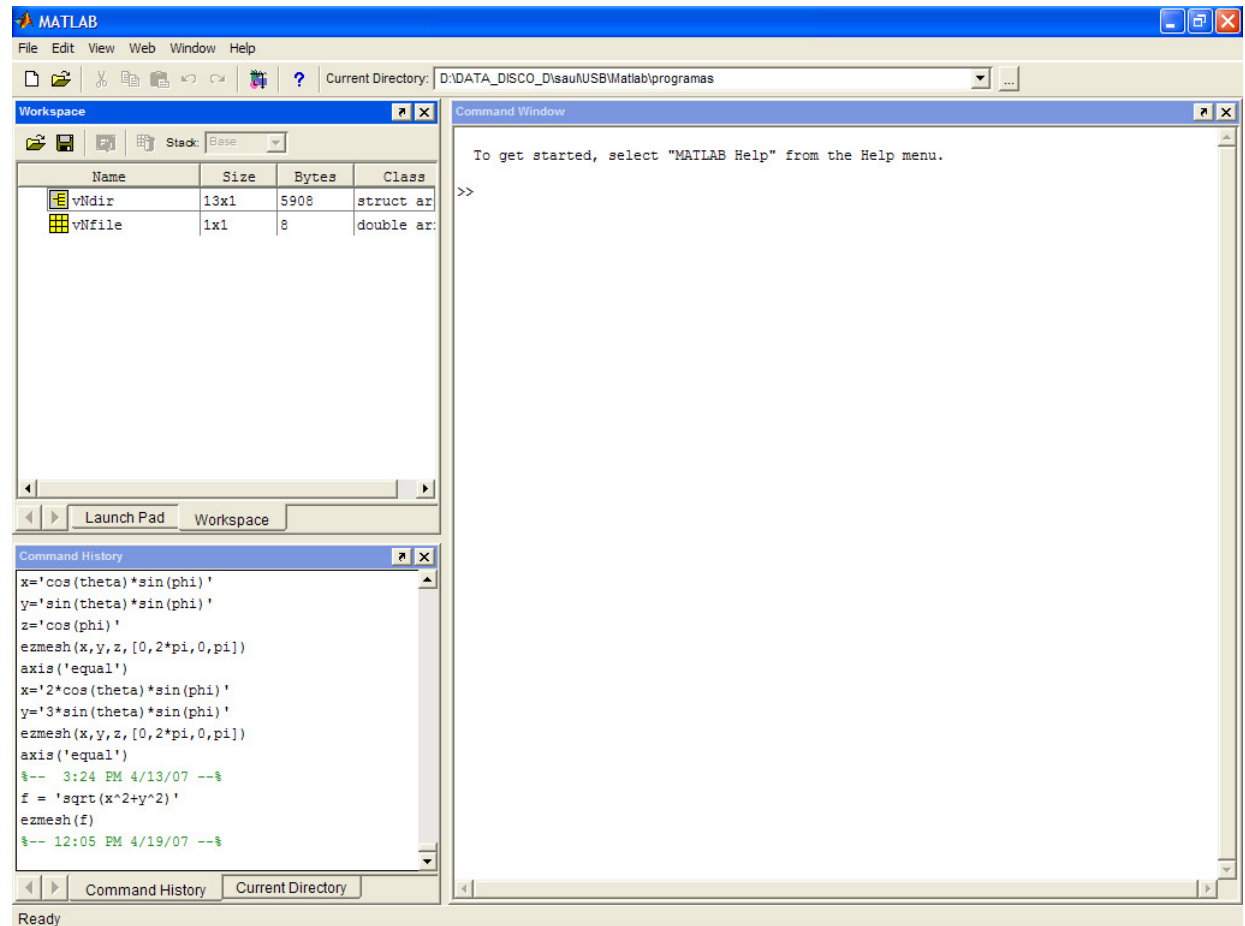 MATLAB
File Edit View Web Window Help
? Current Directory: D:\DATA_DISCO_D\saul\USB\Matlab\programas ...
Workspace
Stack: Base
Name Size Bytes Class
vNdir 13x1 5908 struct ar
vNfile 1x1 8 double ar
Launch Pad Workspace
Command History
x='cos(theta)*sin(phi)'
y='sin(theta)*sin(phi)'
z='cos(phi)'
ezmesh(x,y,z,[0,2*pi,0,pi])
axis('equal')
x='2*cos(theta)*sin(phi)'
y='3*sin(theta)*sin(phi)'
ezmesh(x,y,z,[0,2*pi,0,pi])
axis('equal')
%-- 3:24 PM 4/13/07 --%
f = 'sqrt(x^2+y^2)'
ezmesh(f)
%-- 12:05 PM 4/19/07 --%
Command History Current Directory
Command Window
To get started, select "MATLAB Help" from the Help menu.
>>
Ready